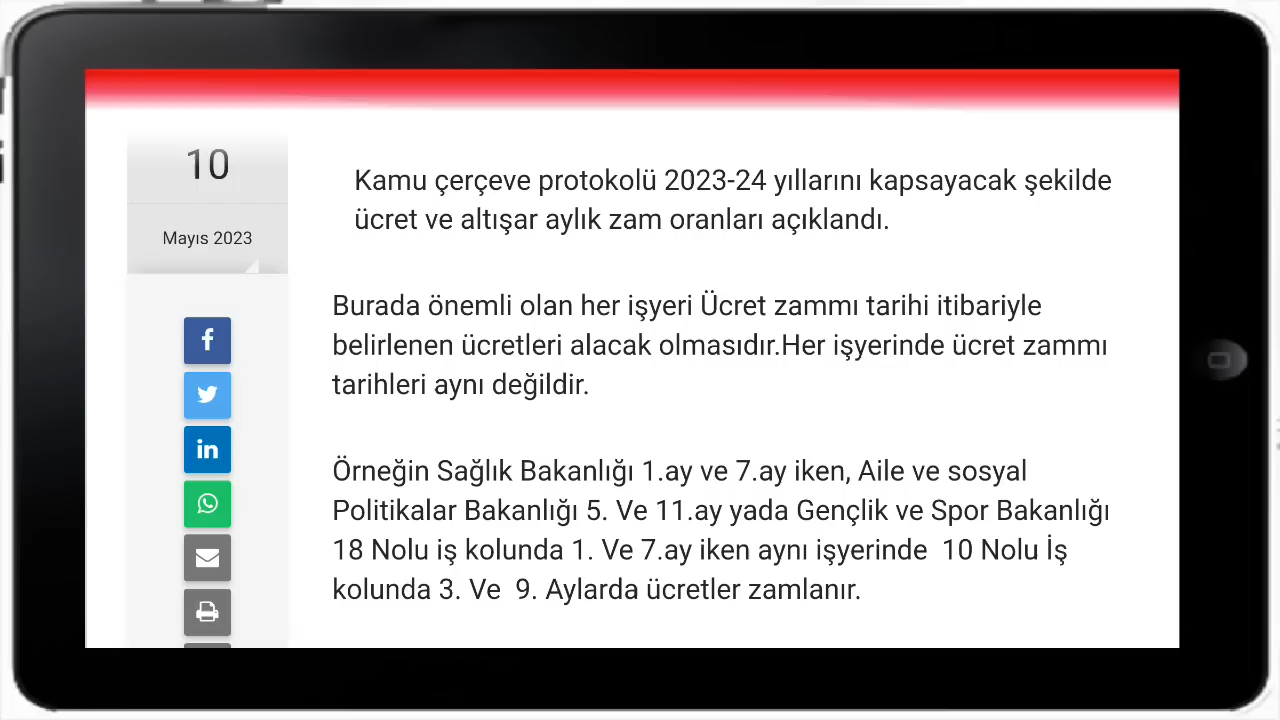 10
Mayıs 2023
Kamu çerçeve protokolü 2023-24 yıllarını kapsayacak şekilde
ücret ve altışar aylık zam oranları açıklandı.
Burada önemli olan her işyeri Ücret zammı tarihi itibariyle
belirlenen ücretleri alacak olmasıdır.Her işyerinde ücret zammı
tarihleri aynı değildir.
Örneğin Sağlık Bakanlığı 1.ay ve 7.ay iken, Aile ve sosyal
Politikalar Bakanlığı 5. Ve 11.ay yada Gençlik ve Spor Bakanlığı
18 Nolu iş kolunda 1. Ve 7.ay iken aynı işyerinde 10 Nolu İş
kolunda 3. Ve 9. Aylarda ücretler zamlanır.